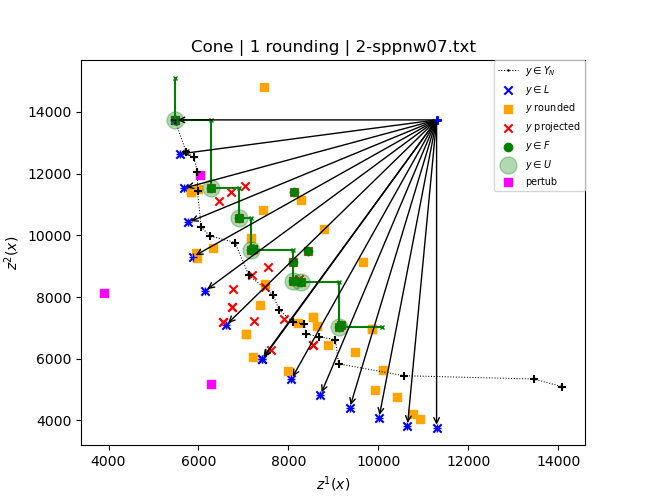 Cone | 1 rounding | 2-sppnw07.txt
y ∈ Y_N
y ∈ L
y rounded
y projected
y ∈ F
y ∈ U
pertub
z²(x)
14000
12000
10000
8000
6000
4000
4000 6000 8000 10000 12000 14000
z¹(x)